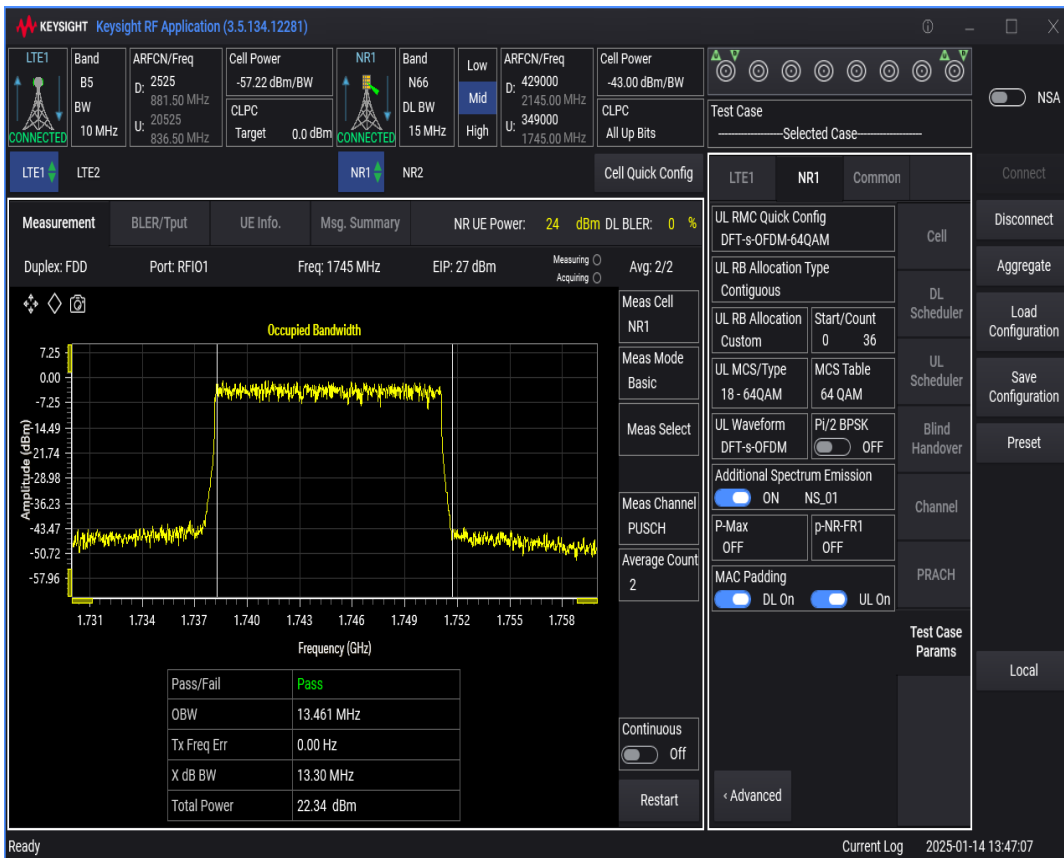 KEYSIGHT Keysight RF Application (3.5.134.12281)
LTE1
CONNECTED
Band
B5
BW
10 MHz
ARFCN/Freq
D: 2525
881.50 MHz
U: 20525
836.50 MHz
Cell Power
-57.22 dBm/BW
CLPC
Target 0.0 dBm
NR1
CONNECTED
Band
N66
DL BW
15 MHz
Low
Mid
High
ARFCN/Freq
D: 429000
2145.00 MHz
U: 349000
1745.00 MHz
Cell Power
-43.00 dBm/BW
CLPC
All Up Bits
Test Case
----Selected Case----
NSA
LTE1 LTE2 NR1 NR2 Cell Quick Config
Measurement BLER/Tput UE Info. Msg. Summary NR UE Power: 24 dBm DL BLER: 0 %
Duplex: FDD Port: RFIO1 Freq: 1745 MHz EIP: 27 dBm Measuring Avg: 2/2
Acquiring
Occupied Bandwidth
Amplitude (dBm)
7.25
0.00
-7.25
-14.49
-21.74
-28.98
-36.23
-43.47
-50.72
-57.96
1.731 1.734 1.737 1.740 1.743 1.746 1.749 1.752 1.755 1.758
Frequency (GHz)
Pass/Fail Pass
OBW 13.461 MHz
Tx Freq Err 0.00 Hz
X dB BW 13.30 MHz
Total Power 22.34 dBm
Meas Cell
NR1
Meas Mode
Basic
Meas Select
Meas Channel
PUSCH
Average Count
2
Continuous
Off
Restart
LTE1 NR1 Common
UL RMC Quick Config
DFT-s-OFDM-64QAM
UL RB Allocation Type
Contiguous
UL RB Allocation
Custom
Start/Count
0 36
UL MCS/Type
18 - 64QAM
MCS Table
64 QAM
UL Waveform
DFT-s-OFDM
Pi/2 BPSK
OFF
Additional Spectrum Emission
ON NS_01
P-Max
OFF
p-NR-FR1
OFF
MAC Padding
DL On UL On
‹ Advanced
Cell
DL
Scheduler
UL
Scheduler
Blind
Handover
Channel
PRACH
Test Case
Params
Connect
Disconnect
Aggregate
Load
Configuration
Save
Configuration
Preset
Local
Ready Current Log 2025-01-14 13:47:07